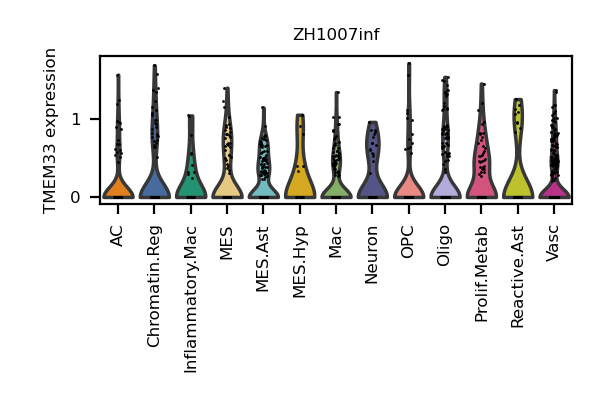 ZH1007inf
TMEM33 expression
1
0
AC
Chromatin.Reg
Inflammatory.Mac
MES
MES.Ast
MES.Hyp
Mac
Neuron
OPC
Oligo
Prolif.Metab
Reactive.Ast
Vasc